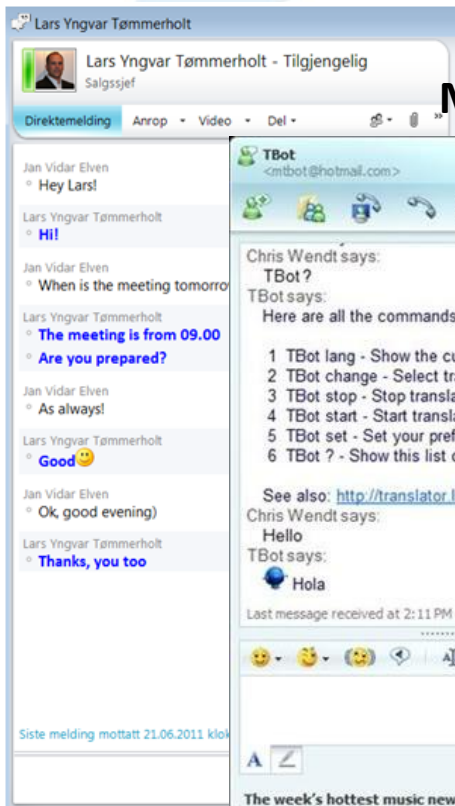 Lars Yngvar Tømmerholt
Lars Yngvar Tømmerholt - Tilgjengelig
Salgssjef
Direktemelding Anrop Video Del
Jan Vidar Elven
Hey Lars!
Lars Yngvar Tømmerholt
Hi!
Jan Vidar Elven
When is the meeting tomorro
Lars Yngvar Tømmerholt
The meeting is from 09.00
Are you prepared?
Jan Vidar Elven
As always!
Lars Yngvar Tømmerholt
Good
Jan Vidar Elven
Ok, good evening)
Lars Yngvar Tømmerholt
Thanks, you too
Siste melding mottatt 21.06.2011 klok
TBot
<mtbot@hotmail.com>
Chris Wendt says:
TBot?
TBot says:
Here are all the commands
1 TBot lang - Show the cu
2 TBot change - Select tra
3 TBot stop - Stop transla
4 TBot start - Start transla
5 TBot set - Set your pref
6 TBot ? - Show this list
See also: http://translator.l
Chris Wendt says:
Hello
TBot says:
Hola
Last message received at 2:11 PM
A
The week's hottest music new